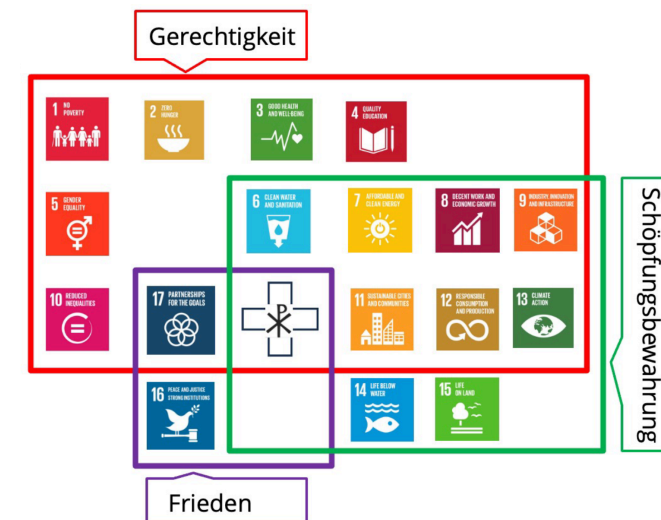 Gerechtigkeit
1 NO
POVERTY
2 ZERO
HUNGER
3 GOOD HEALTH
AND WELL-BEING
4 QUALITY
EDUCATION
5 GENDER
EQUALITY
6 CLEAN WATER
AND SANITATION
7 AFFORDABLE AND
CLEAN ENERGY
8 DECENT WORK AND
ECONOMIC GROWTH
9 INDUSTRY, INNOVATION
AND INFRASTRUCTURE
10 REDUCED
INEQUALITIES
17 PARTNERSHIPS
FOR THE GOALS
11 SUSTAINABLE CITIES
AND COMMUNITIES
12 RESPONSIBLE
CONSUMPTION
AND PRODUCTION
13 CLIMATE
ACTION
16 PEACE AND JUSTICE
STRONG INSTITUTIONS
14 LIFE BELOW
WATER
15 LIFE
ON LAND
Schöpfungsbewahrung
Frieden